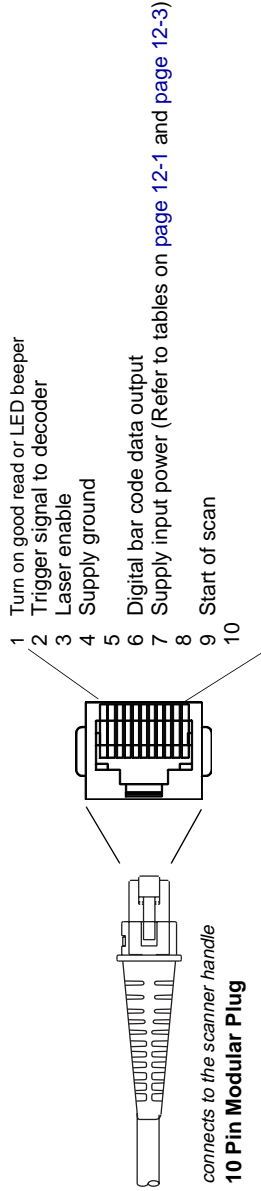 1 Turn on good read or LED beeper
2 Trigger signal to decoder
3 Laser enable
4 Supply ground
5
6 Digital bar code data output
7 Supply input power (Refer to tables on page 12-1 and page 12-3)
8
9 Start of scan
10
connects to the scanner handle
10 Pin Modular Plug